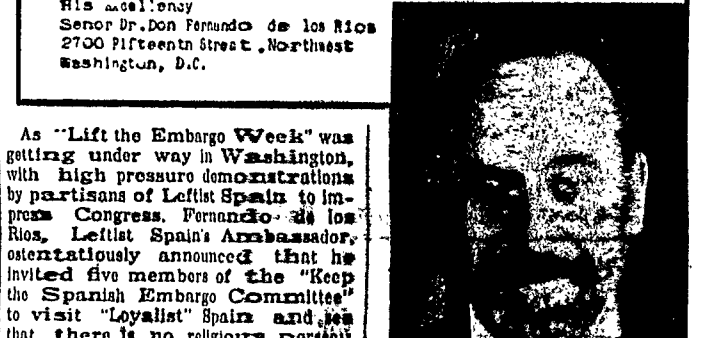 His Excellency
Senor Dr. Don Fernando de los Rios
2700 Fifteenth Street, Northwest
Washington, D.C.
As "Lift the Embargo Week" was
getting under way in Washington,
with high pressure demonstrations
by partisans of Leftist Spain to im-
press Congress, Fernando de los
Rios, Leftist Spain's Ambassador,
ostentatiously announced that he
invited five members of the "Keep
the Spanish Embargo Committee"
to visit "Loyalist" Spain and see
that there is no religious